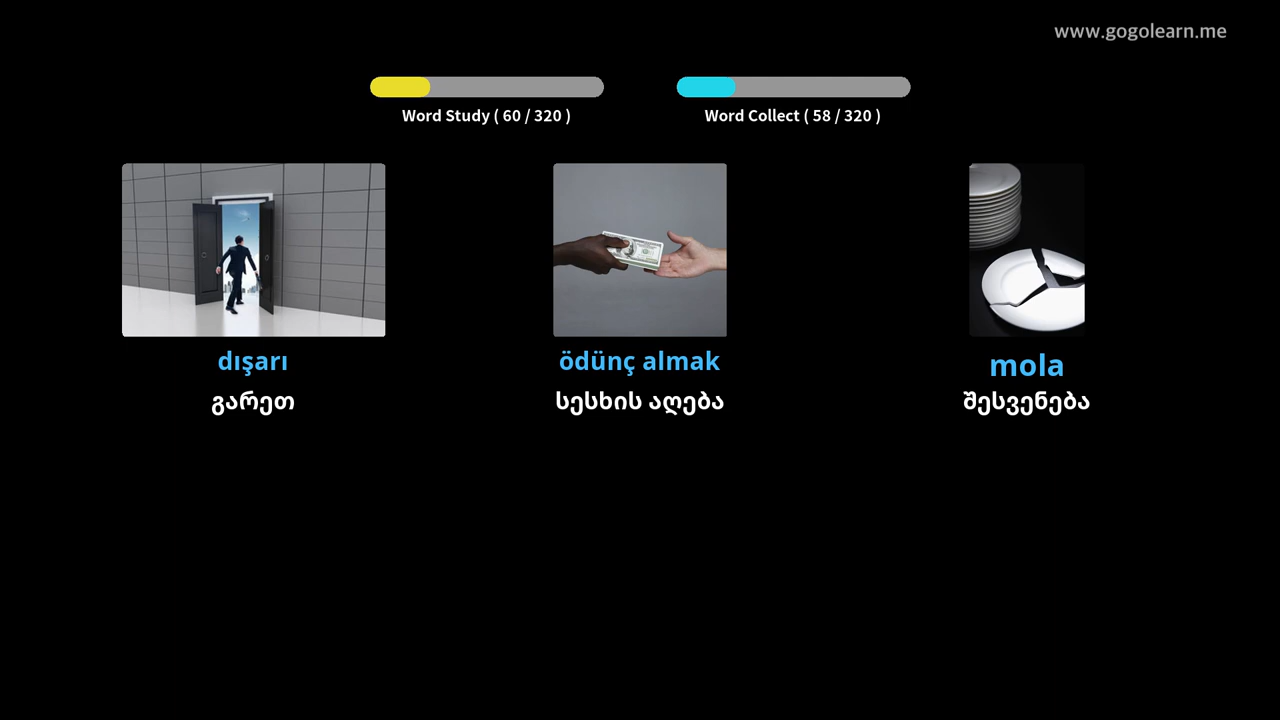 www.gogolearn.me
Word Study ( 60 / 320 )
Word Collect ( 58 / 320 )
dışarı
გარეთ
ödünç almak
სესხის აღება
mola
შესვენება